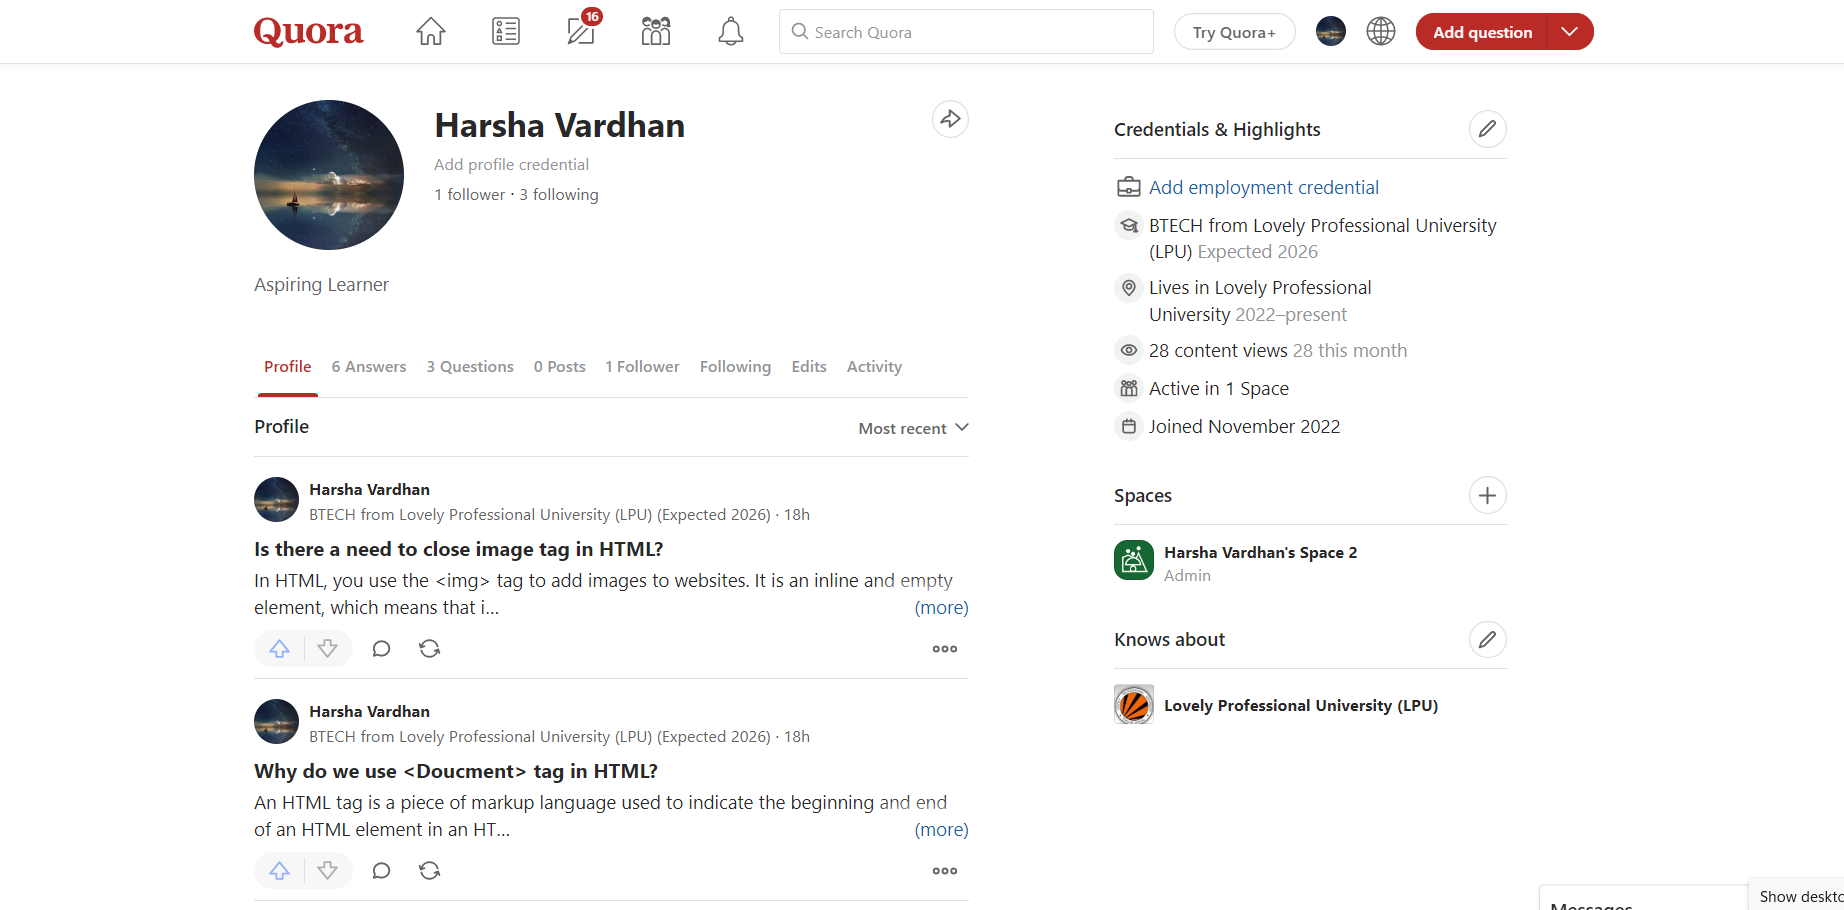 Quora
16
Search Quora
Try Quora+
Add question
Harsha Vardhan
Add profile credential
1 follower · 3 following
Aspiring Learner
Profile
6 Answers
3 Questions
0 Posts
1 Follower
Following
Edits
Activity
Profile
Most recent
Harsha Vardhan
BTECH from Lovely Professional University (LPU) (Expected 2026) · 18h
Is there a need to close image tag in HTML?
In HTML, you use the <img> tag to add images to websites. It is an inline and empty
element, which means that i...
(more)
Harsha Vardhan
BTECH from Lovely Professional University (LPU) (Expected 2026) · 18h
Why do we use <Doucment> tag in HTML?
An HTML tag is a piece of markup language used to indicate the beginning and end
of an HTML element in an HT...
(more)
Credentials & Highlights
Add employment credential
BTECH from Lovely Professional University
(LPU) Expected 2026
Lives in Lovely Professional
University 2022–present
28 content views 28 this month
Active in 1 Space
Joined November 2022
Spaces
Harsha Vardhan's Space 2
Admin
Knows about
Lovely Professional University (LPU)
Messages
Show deskto